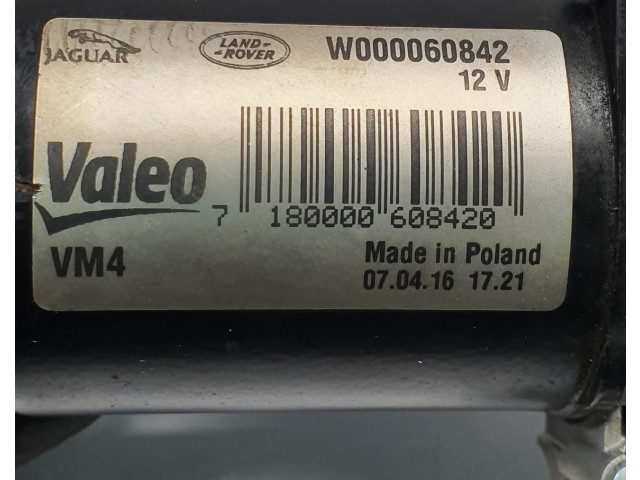 JAGUAR
LAND-
ROVER
W000060842
12 V
Valeo
7 180000 608420
VM4
Made in Poland
07.04.16 17.21